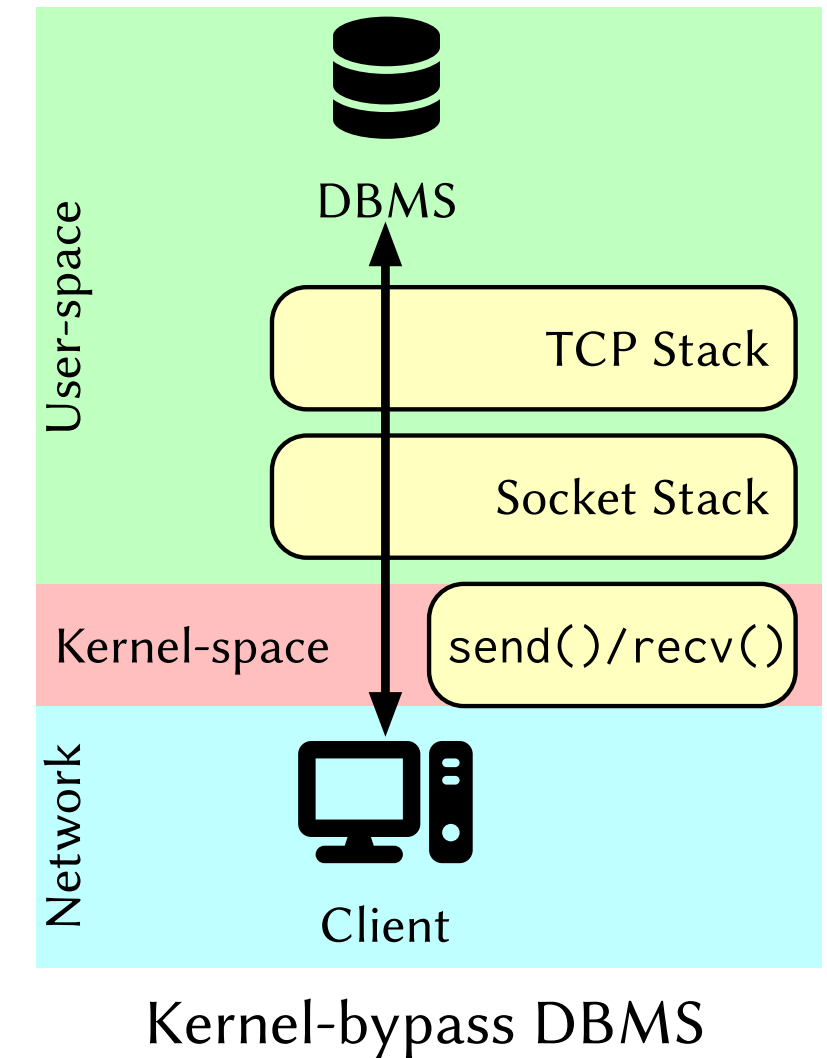 DBMS
User-space
TCP Stack
Socket Stack
Kernel-space
send()/recv()
Network
Client
Kernel-bypass DBMS